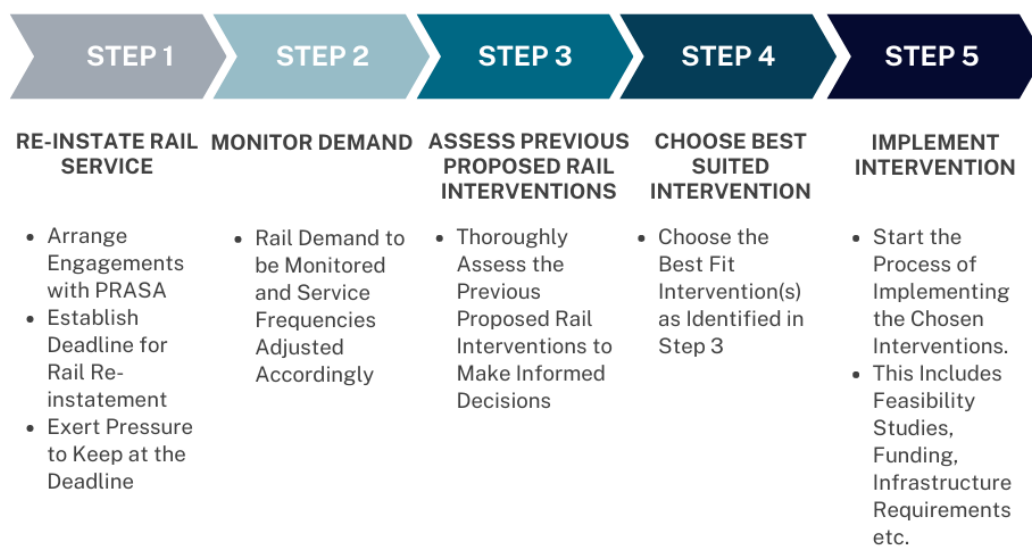 STEP 1
STEP 2
STEP 3
STEP 4
STEP 5
RE-INSTATE RAIL
SERVICE
• Arrange
Engagements
with PRASA
• Establish
Deadline for
Rail Re-
instatement
• Exert Pressure
to Keep at the
Deadline
MONITOR DEMAND
• Rail Demand to
be Monitored
and Service
Frequencies
Adjusted
Accordingly
ASSESS PREVIOUS
PROPOSED RAIL
INTERVENTIONS
• Thoroughly
Assess the
Previous
Proposed Rail
Interventions to
Make Informed
Decisions
CHOOSE BEST
SUITED
INTERVENTION
• Choose the
Best Fit
Intervention(s)
as Identified in
Step 3
IMPLEMENT
INTERVENTION
• Start the
Process of
Implementing
the Chosen
Interventions.
• This Includes
Feasibility
Studies,
Funding,
Infrastructure
Requirements
etc.